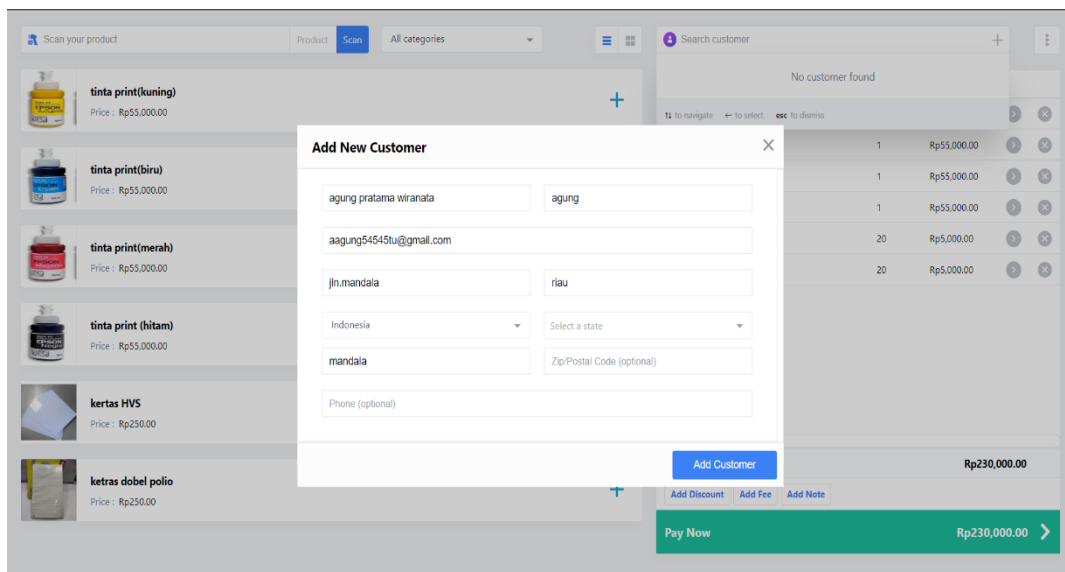 Scan your product Product Scan All categories
Search customer
No customer found
to navigate to select esc to dismiss
tinta print(kuning)
Price : Rp55,000.00
tinta print(biru)
Price : Rp55,000.00
tinta print(merah)
Price : Rp55,000.00
tinta print (hitam)
Price : Rp55,000.00
kertas HVS
Price : Rp250.00
ketras dobel polio
Price : Rp250.00
Add New Customer
agung pratama wiranata agung
aagung54545tu@gmail.com
jln.mandala riau
Indonesia Select a state
mandala Zip/Postal Code (optional)
Phone (optional)
Add Customer
1 Rp55,000.00
1 Rp55,000.00
1 Rp55,000.00
20 Rp5,000.00
20 Rp5,000.00
Rp230,000.00
Add Discount Add Fee Add Note
Pay Now Rp230,000.00